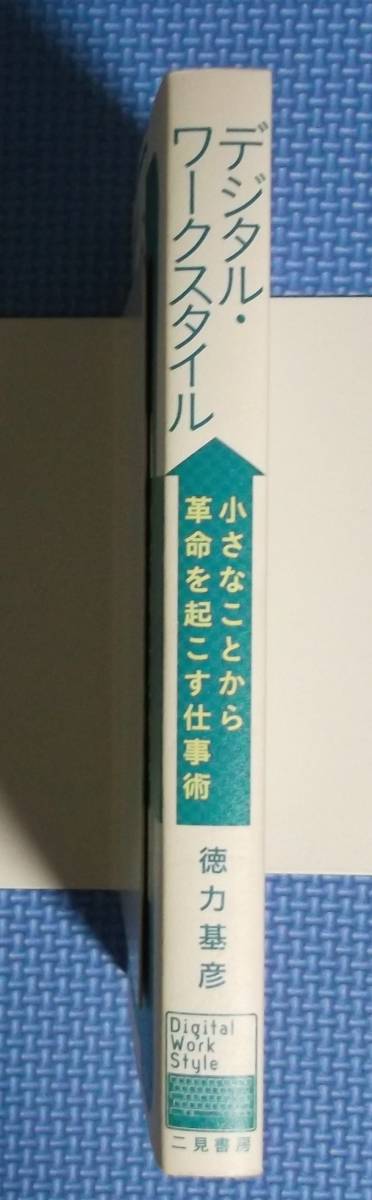 デジタル・
ワークスタイル
小さなことから
革命を起こす仕事術
徳力基彦
Digital
Work
Style
二見書房